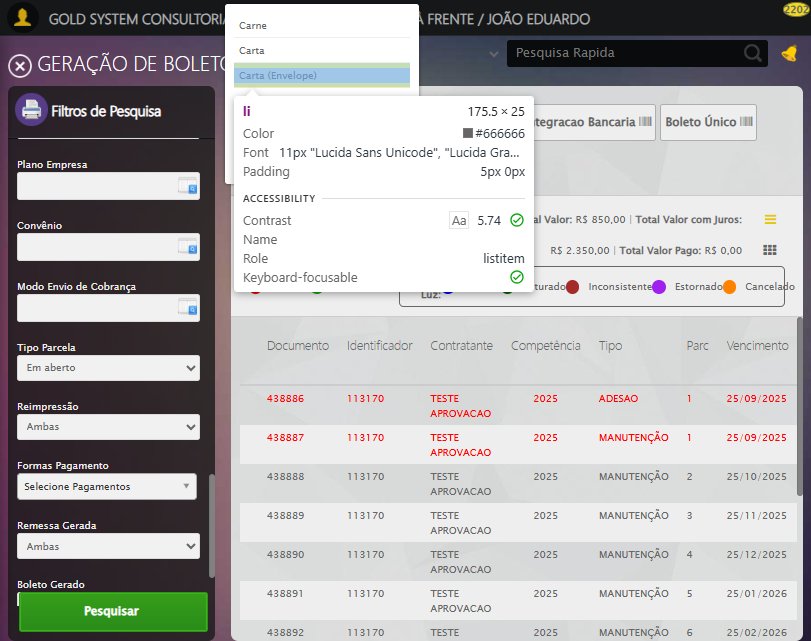 GOLD SYSTEM CONSULTORIA
FRENTE / JOÃO EDUARDO
2202
Carne
Carta
Carta (Envelope)
GERAÇÃO DE BOLETO
Pesquisa Rapida
Filtros de Pesquisa
Plano Empresa
Convênio
Modo Envio de Cobrança
Tipo Parcela
Em aberto
Reimpressão
Ambas
Formas Pagamento
Selecione Pagamentos
Remessa Gerada
Ambas
Boleto Gerado
Pesquisar
li 175.5 × 25
Color #666666
Font 11px "Lucida Sans Unicode", "Lucida Gra...
Padding 5px 0px
ACCESSIBILITY
Contrast Aa 5.74
Name
Role listitem
Keyboard-focusable
ntegracao Bancaria
Boleto Único
al Valor: R$ 850,00 | Total Valor com Juros:
R$ 2.350,00 | Total Valor Pago: R$ 0,00
turado Inconsistente Estornado Cancelado
Luz:
Documento Identificador Contratante Competência Tipo Parc Vencimento
438886 113170 TESTE APROVACAO 2025 ADESAO 1 25/09/2025
438887 113170 TESTE APROVACAO 2025 MANUTENÇÃO 1 25/09/2025
438888 113170 TESTE APROVACAO 2025 MANUTENÇÃO 2 25/10/2025
438889 113170 TESTE APROVACAO 2025 MANUTENÇÃO 3 25/11/2025
438890 113170 TESTE APROVACAO 2025 MANUTENÇÃO 4 25/12/2025
438891 113170 TESTE APROVACAO 2025 MANUTENÇÃO 5 25/01/2026
438892 113170 TESTE 2025 MANUTENÇÃO 6 25/02/2026